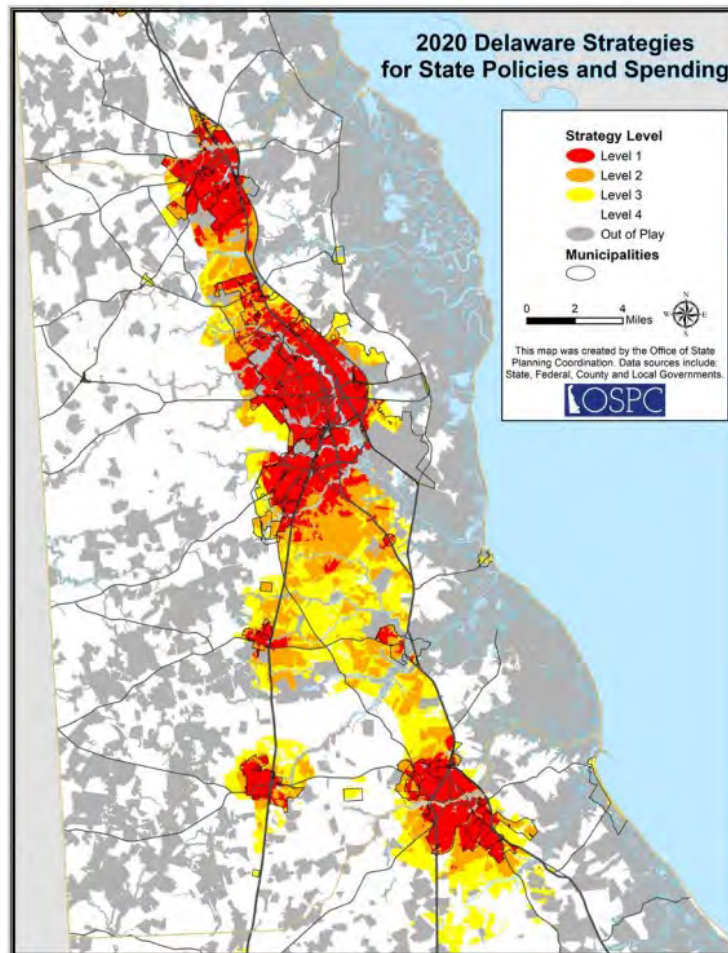 2020 Delaware Strategies
for State Policies and Spending
Strategy Level
Level 1
Level 2
Level 3
Level 4
Out of Play
Municipalities
0 2 4
Miles
N
W E
S
This map was created by the Office of State
Planning Coordination. Data sources include:
State, Federal, County and Local Governments.
OSPC